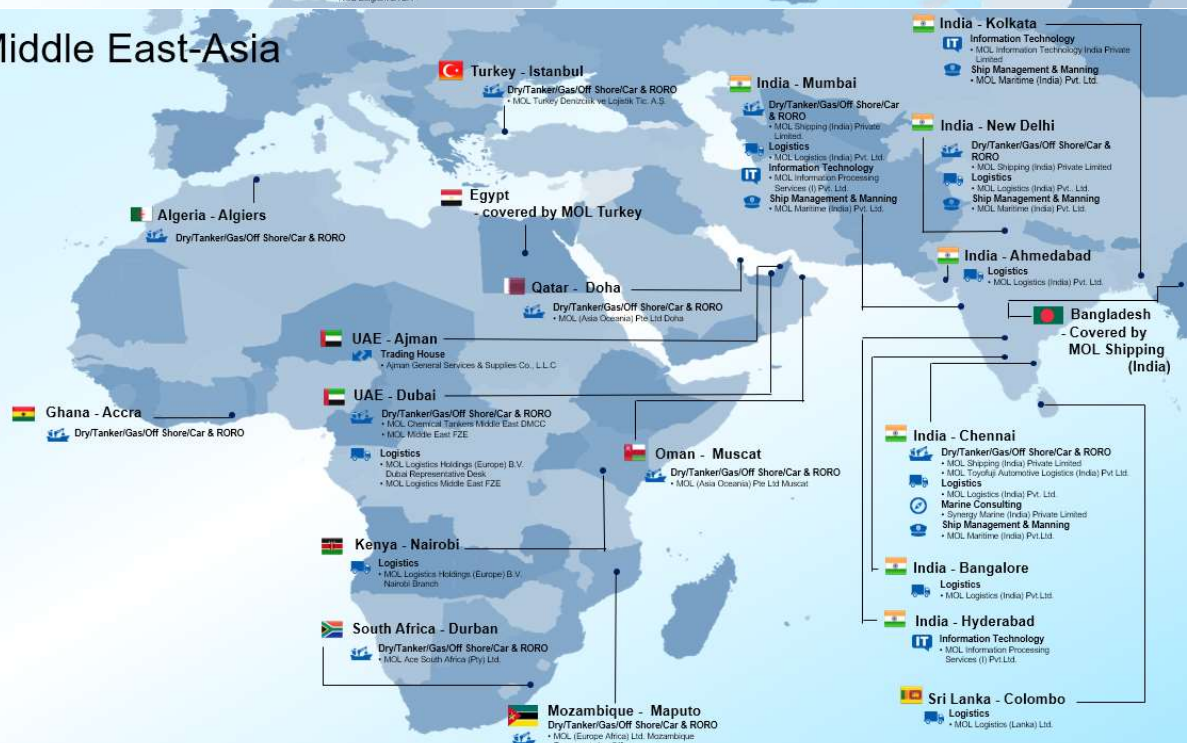 Middle East-Asia
Turkey - Istanbul
Dry/Tanker/Gas/Off Shore/Car & RORO
• MOL Turkey Denizcilik ve Lojistik Tic. A.Ş.
Algeria - Algiers
Dry/Tanker/Gas/Off Shore/Car & RORO
Egypt
- covered by MOL Turkey
Qatar - Doha
Dry/Tanker/Gas/Off Shore/Car & RORO
• MOL (Asia Oceania) Pte Ltd Doha
UAE - Ajman
Trading House
• Ajman General Services & Supplies Co., L.L.C
UAE - Dubai
Dry/Tanker/Gas/Off Shore/Car & RORO
• MOL Chemical Tankers Middle East DMCC
• MOL Middle East FZE
Logistics
• MOL Logistics Holdings (Europe) B.V.
Dubai Representative Desk
• MOL Logistics Middle East FZE
Ghana - Accra
Dry/Tanker/Gas/Off Shore/Car & RORO
Oman - Muscat
Dry/Tanker/Gas/Off Shore/Car & RORO
• MOL (Asia Oceania) Pte Ltd Muscat
Kenya - Nairobi
Logistics
• MOL Logistics Holdings (Europe) B.V.
Nairobi Branch
South Africa - Durban
Dry/Tanker/Gas/Off Shore/Car & RORO
• MOL Ace South Africa (Pty) Ltd.
Mozambique - Maputo
Dry/Tanker/Gas/Off Shore/Car & RORO
• MOL (Europe Africa) Ltd. Mozambique
India - Mumbai
Dry/Tanker/Gas/Off Shore/Car
& RORO
• MOL Shipping (India) Private
Limited.
Logistics
• MOL Logistics (India) Pvt. Ltd.
IT
Information Technology
• MOL Information Processing
Services (I) Pvt. Ltd.
Ship Management & Manning
• MOL Maritime (India) Pvt. Ltd.
India - Kolkata
IT
Information Technology
• MOL Information Technology India Private
Limited
Ship Management & Manning
• MOL Maritime (India) Pvt. Ltd.
India - New Delhi
Dry/Tanker/Gas/Off Shore/Car &
RORO
• MOL Shipping (India) Private Limited
Logistics
• MOL Logistics (India) Pvt.. Ltd.
Ship Management & Manning
• MOL Maritime (India) Pvt. Ltd.
India - Ahmedabad
Logistics
• MOL Logistics (India) Pvt. Ltd.
Bangladesh
- Covered by
MOL Shipping
(India)
India - Chennai
Dry/Tanker/Gas/Off Shore/Car & RORO
• MOL Shipping (India) Private Limited
• MOL Toyofuji Automotive Logistics (India) Pvt Ltd.
Logistics
• MOL Logistics (India) Pvt. Ltd.
Marine Consulting
• Synergy Marine (India) Private Limited
Ship Management & Manning
• MOL Maritime (India) Pvt.Ltd.
India - Bangalore
Logistics
• MOL Logistics (India) Pvt.Ltd.
India - Hyderabad
IT
Information Technology
• MOL Information Processing
Services (I) Pvt.Ltd.
Sri Lanka - Colombo
Logistics
• MOL Logistics (Lanka) Ltd.